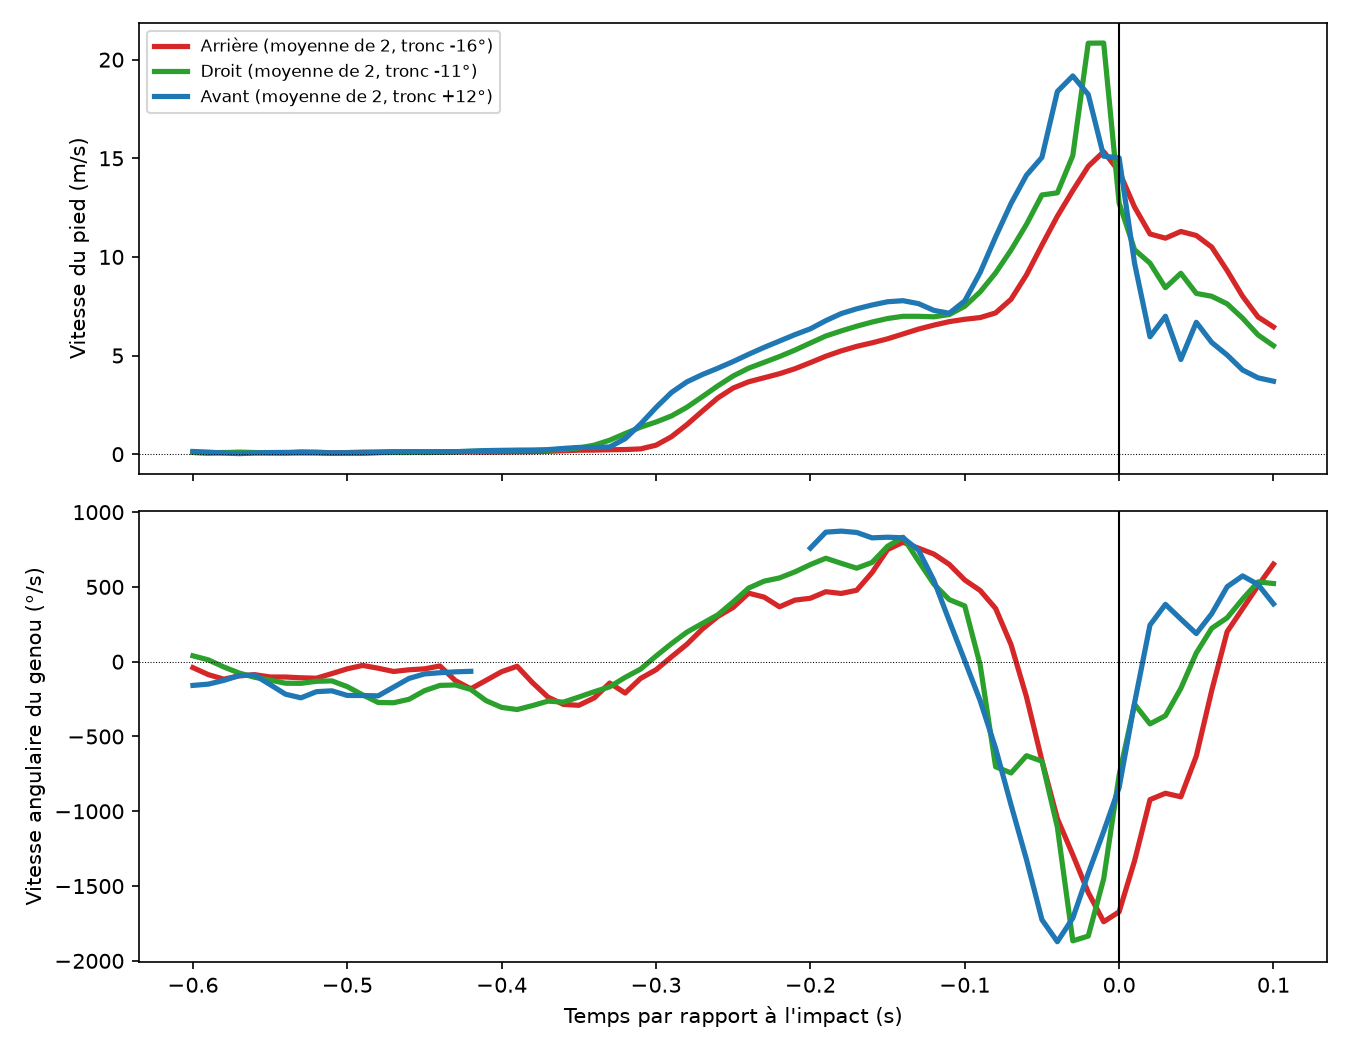 Arrière (moyenne de 2, tronc -16°)
Droit (moyenne de 2, tronc -11°)
Avant (moyenne de 2, tronc +12°)
Vitesse du pied (m/s)
20
15
10
5
0
Vitesse angulaire du genou (°/s)
1000
500
0
−500
−1000
−1500
−2000
−0.6 −0.5 −0.4 −0.3 −0.2 −0.1 0.0 0.1
Temps par rapport à l'impact (s)